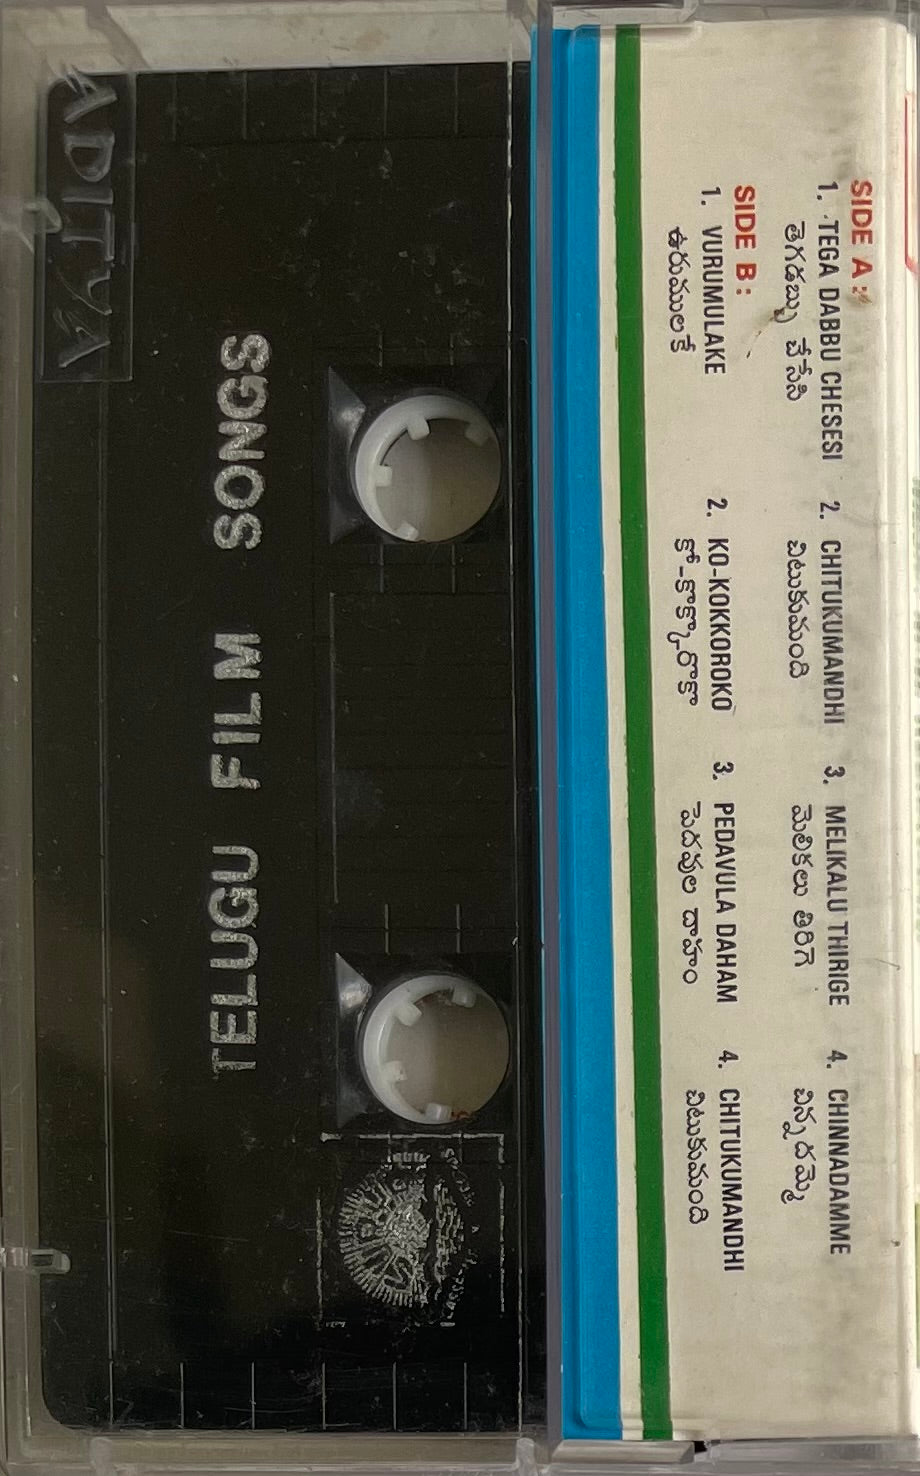 SIDE A:
1. TEGA DABBU CHESESI 2. CHITUKUMANDHI 3. MELIKALU THIRIGE 4. CHINNADAMME
తెగడబ్బు చేసేసి చిటుకుమంది మెలికలు తిరిగె చిన్నదమ్మె
SIDE B:
1. VURUMULAKE 2. KO-KOKKOROKO 3. PEDAVULA DAHAM 4. CHITUKUMANDHI
ఉరుములకే కో-కొక్కొరొకో పెదవుల దాహం చిటుకుమంది
TELUGU FILM SONGS
ADITYA